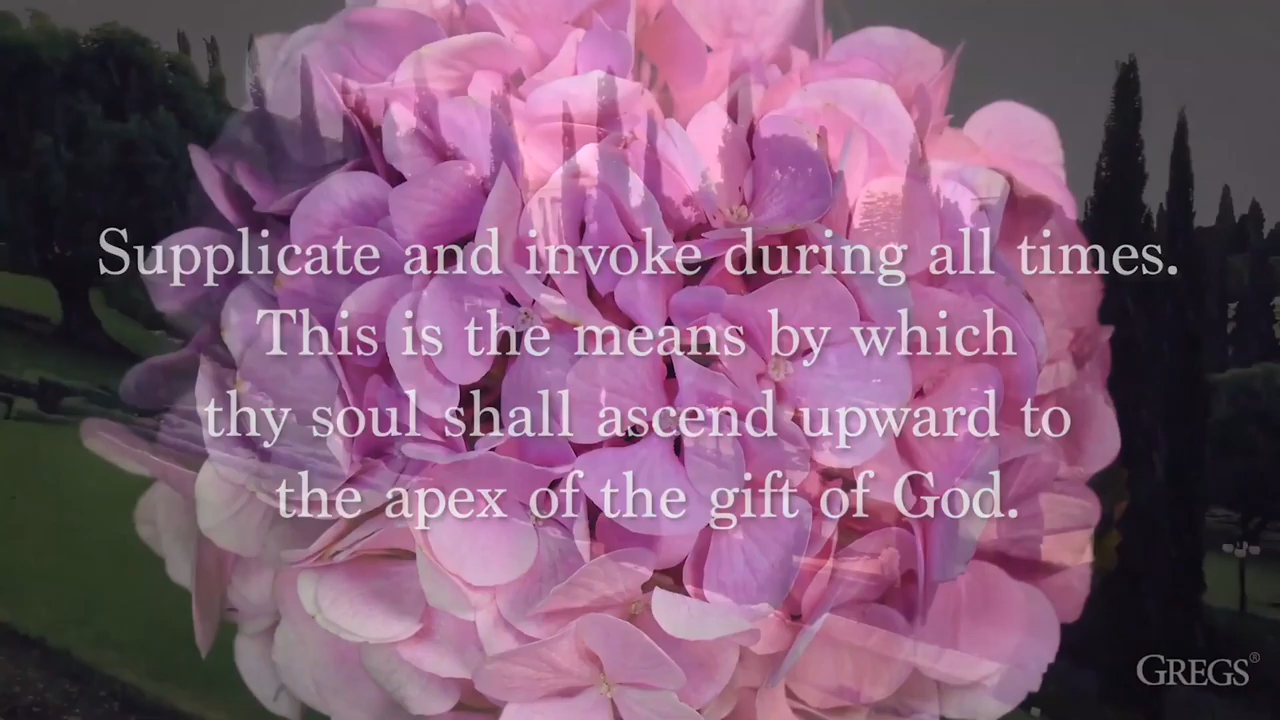 Supplicate and invoke during all times.
This is the means by which
thy soul shall ascend upward to
the apex of the gift of God.
GREGS®